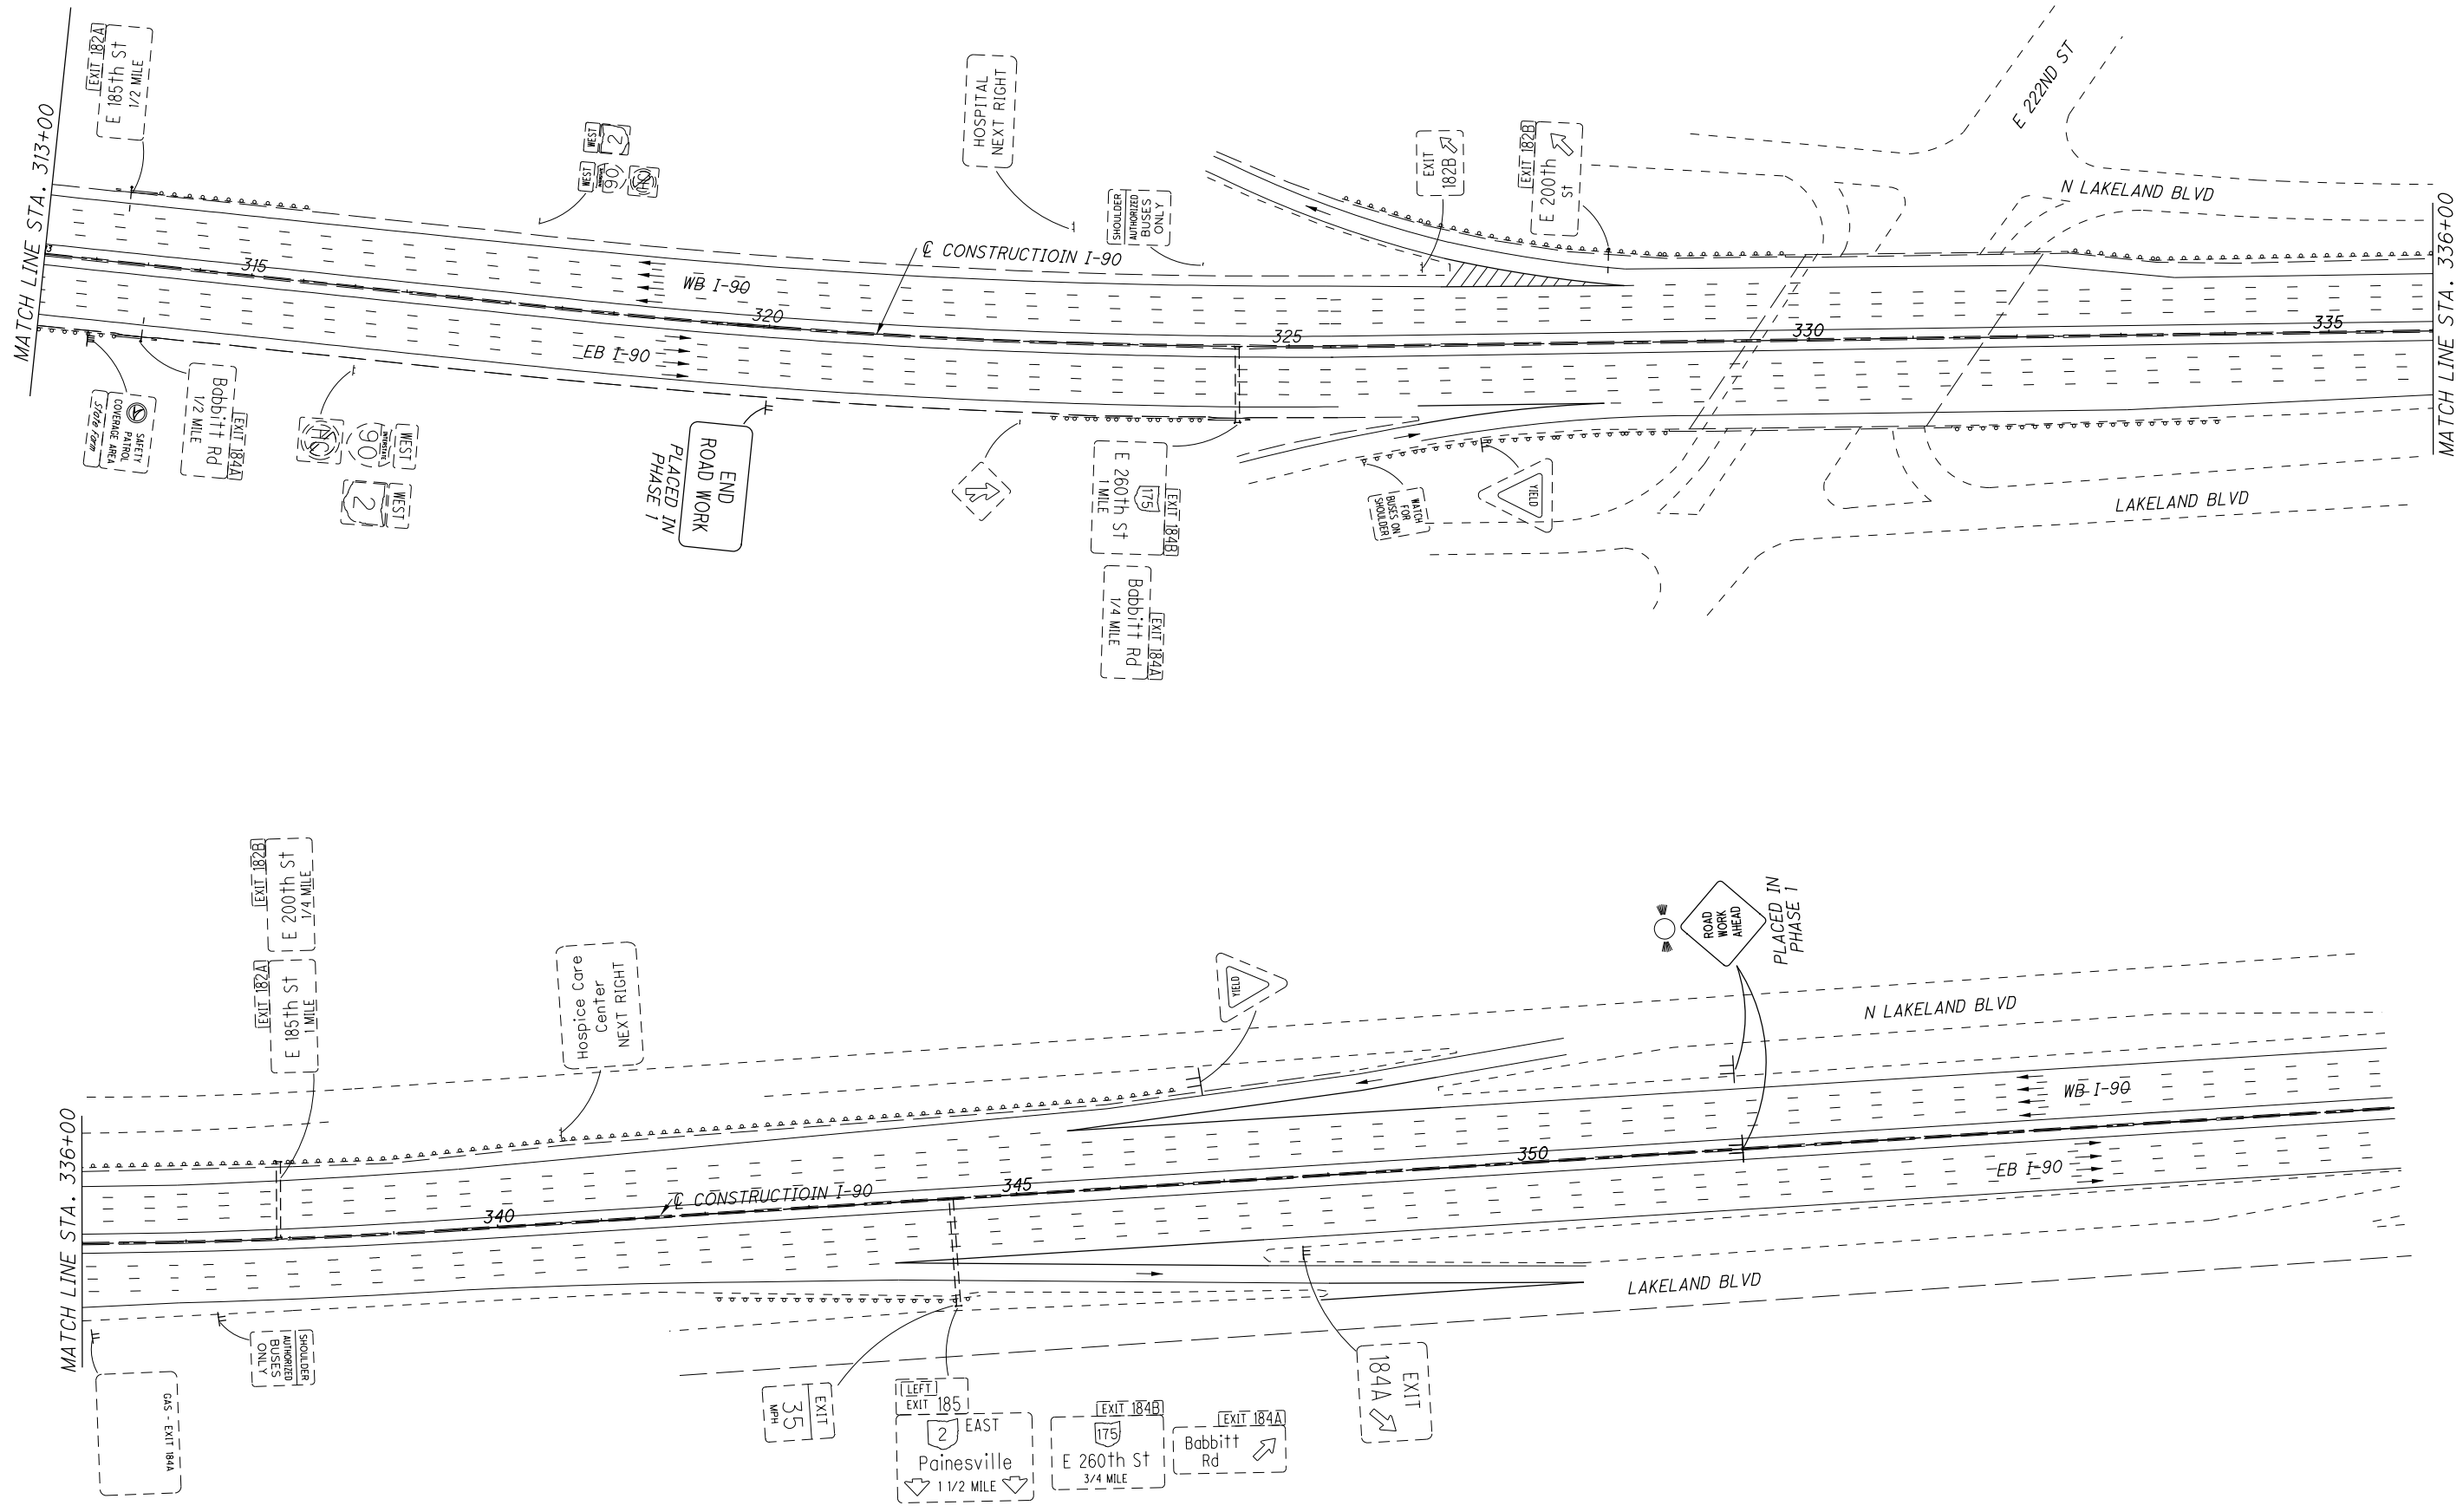 MATCH LINE STA. 313+00
EXIT 182A
E 185th St
1/2 MILE
WEST
2
WEST
INTERSTATE
90
HOSPITAL
NEXT RIGHT
SHOULDER
AUTHORIZED
BUSES
ONLY
EXIT
182B
EXIT 182B
E 200th
St
E 222ND ST
N LAKELAND BLVD
MATCH LINE STA. 336+00
℄ CONSTRUCTIOIN I-90
WB I-90
EB I-90
315
320
325
330
335
SAFETY
PATROL
COVERAGE AREA
State Farm
EXIT 184A
Babbitt Rd
1/2 MILE
WEST
INTERSTATE
90
WEST
2
END
ROAD WORK
PLACED IN
PHASE 1
EXIT 184B
175
E 260th St
1 MILE
EXIT 184A
Babbitt Rd
1/4 MILE
WATCH
FOR
BUSES ON
SHOULDER
YIELD
LAKELAND BLVD
MATCH LINE STA. 336+00
EXIT 182B
E 200th St
1/4 MILE
EXIT 182A
E 185th St
1 MILE
Hospice Care
Center
NEXT RIGHT
YIELD
ROAD
WORK
AHEAD
PLACED IN
PHASE 1
N LAKELAND BLVD
WB I-90
EB I-90
℄ CONSTRUCTIOIN I-90
340
345
350
LAKELAND BLVD
GAS - EXIT 184A
SHOULDER
AUTHORIZED
BUSES
ONLY
EXIT
35
MPH
LEFT
EXIT 185
2 EAST
Painesville
1 1/2 MILE
EXIT 184B
175
E 260th St
3/4 MILE
EXIT 184A
Babbitt
Rd
EXIT
184A